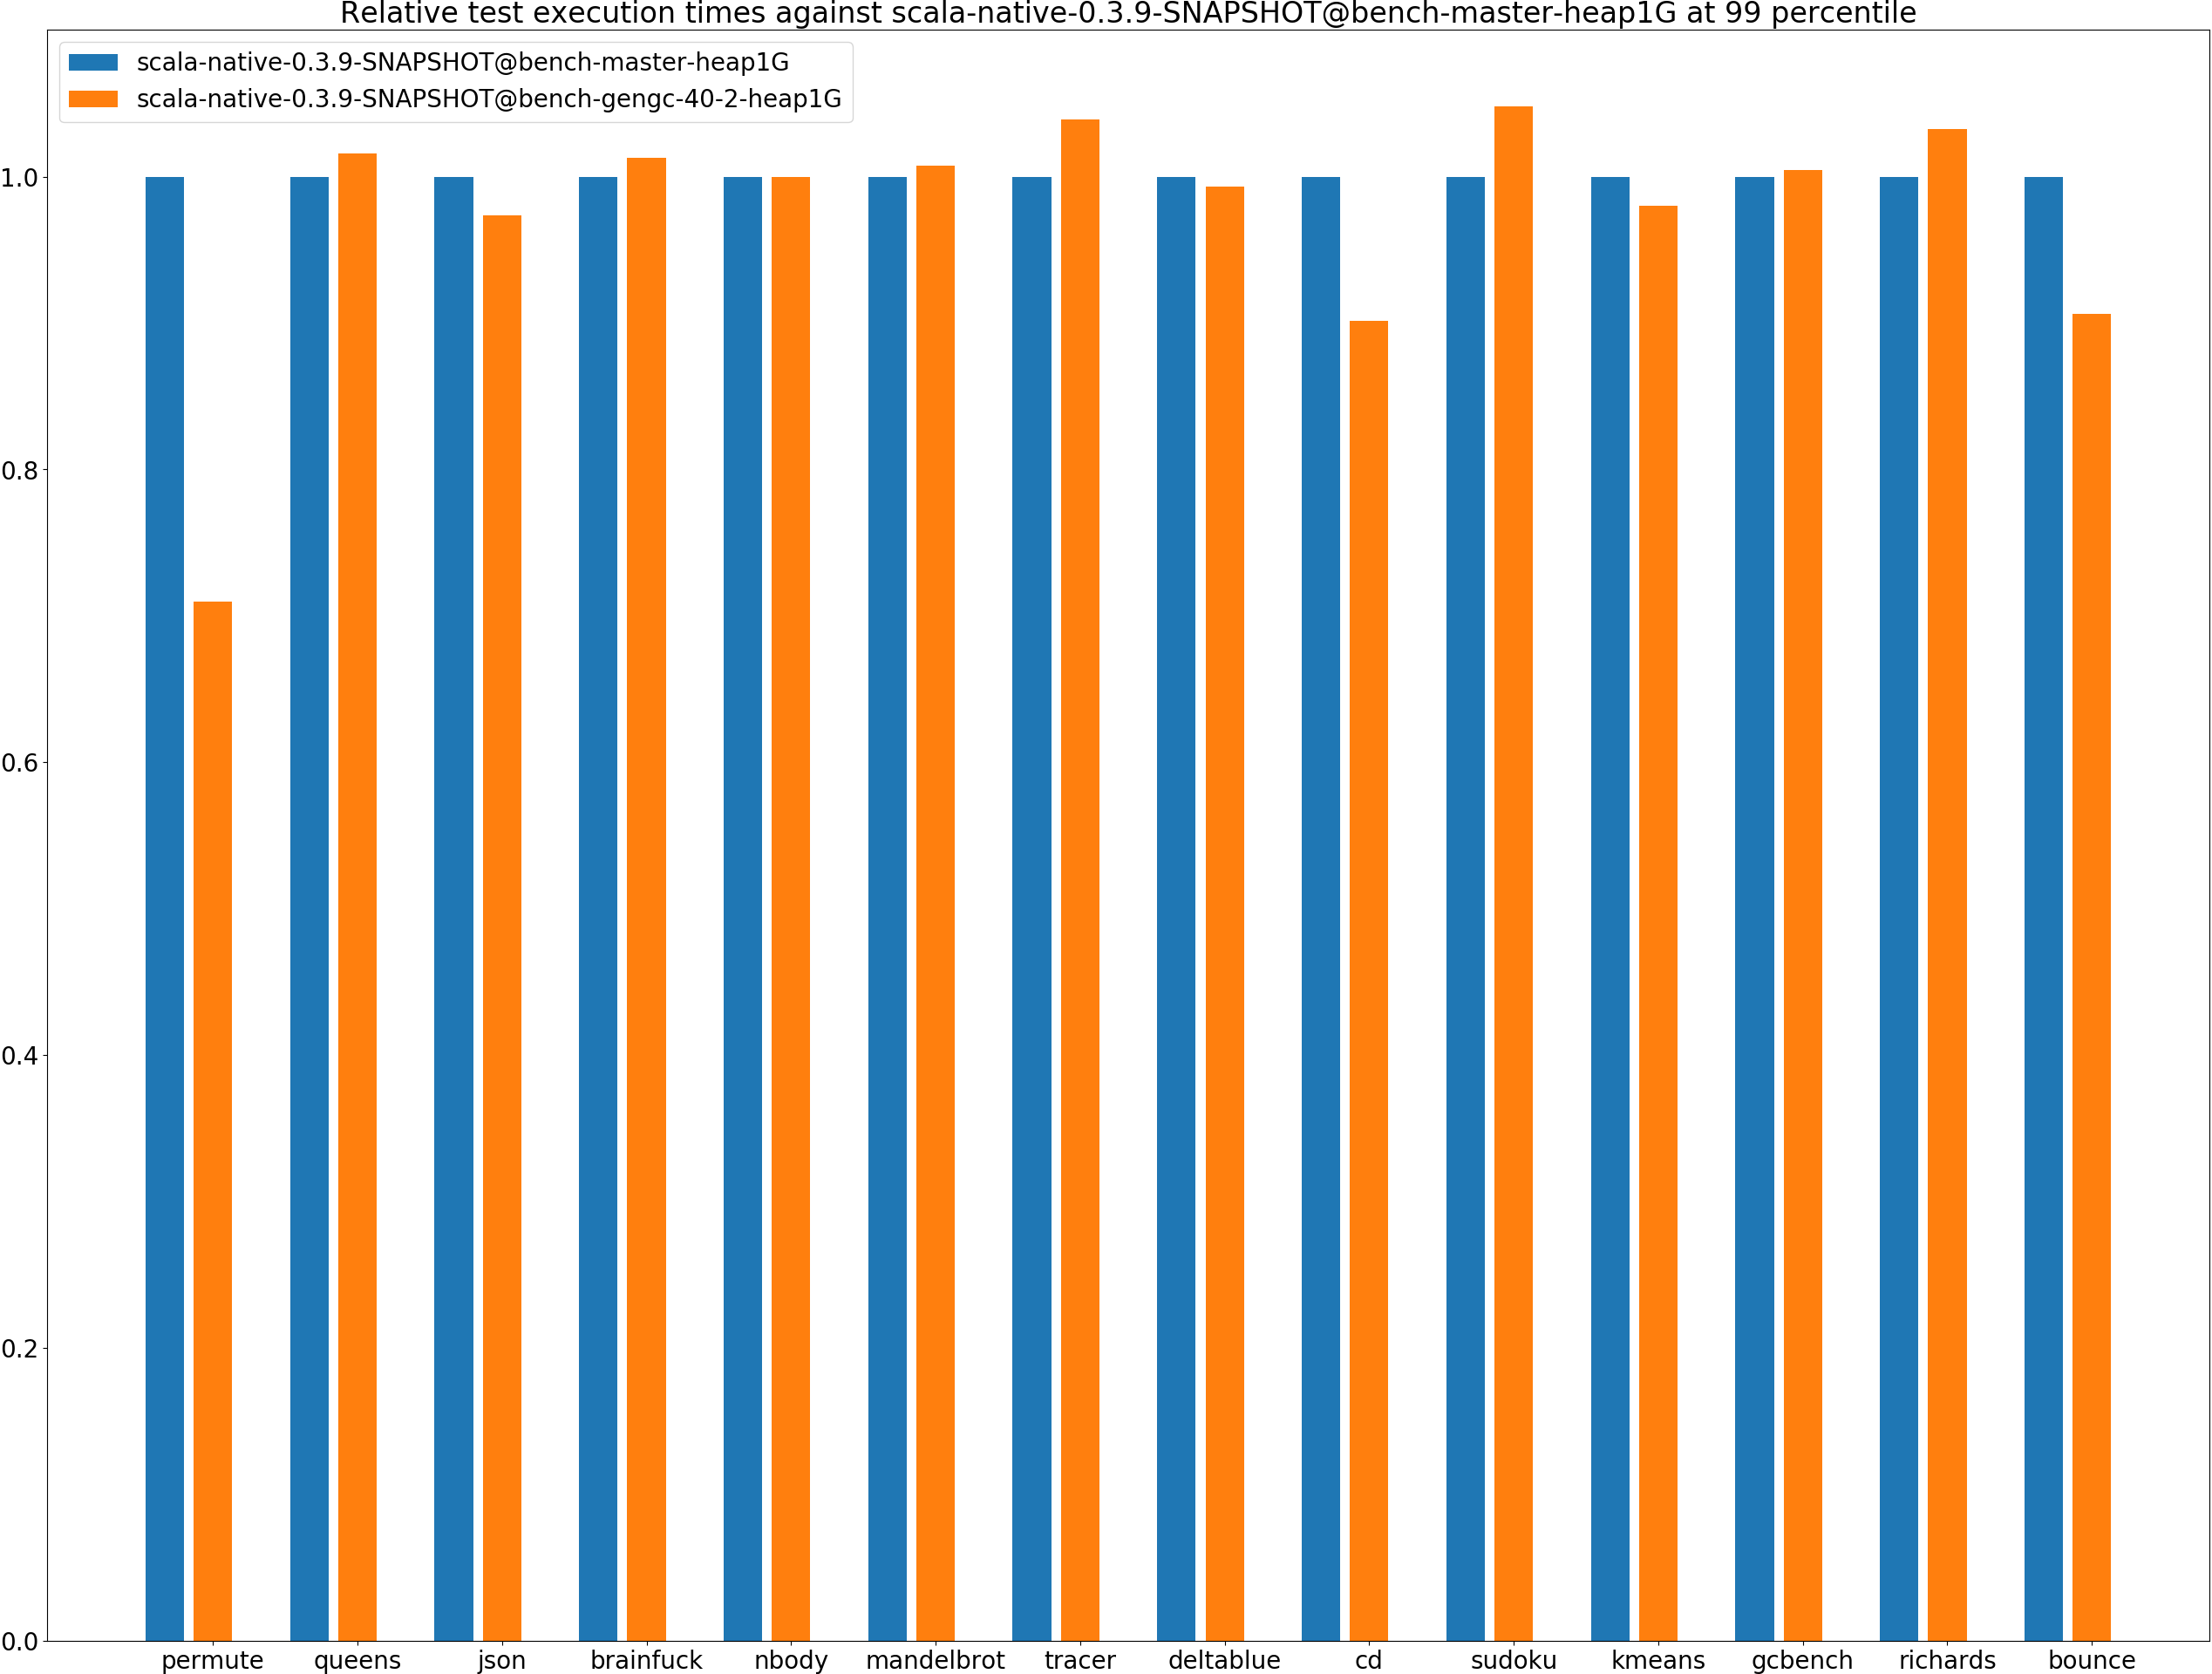 Relative test execution times against scala-native-0.3.9-SNAPSHOT@bench-master-heap1G at 99 percentile
scala-native-0.3.9-SNAPSHOT@bench-master-heap1G
scala-native-0.3.9-SNAPSHOT@bench-gengc-40-2-heap1G
1.0
0.8
0.6
0.4
0.2
0.0
permute queens json brainfuck nbody mandelbrot tracer deltablue cd sudoku kmeans gcbench richards bounce